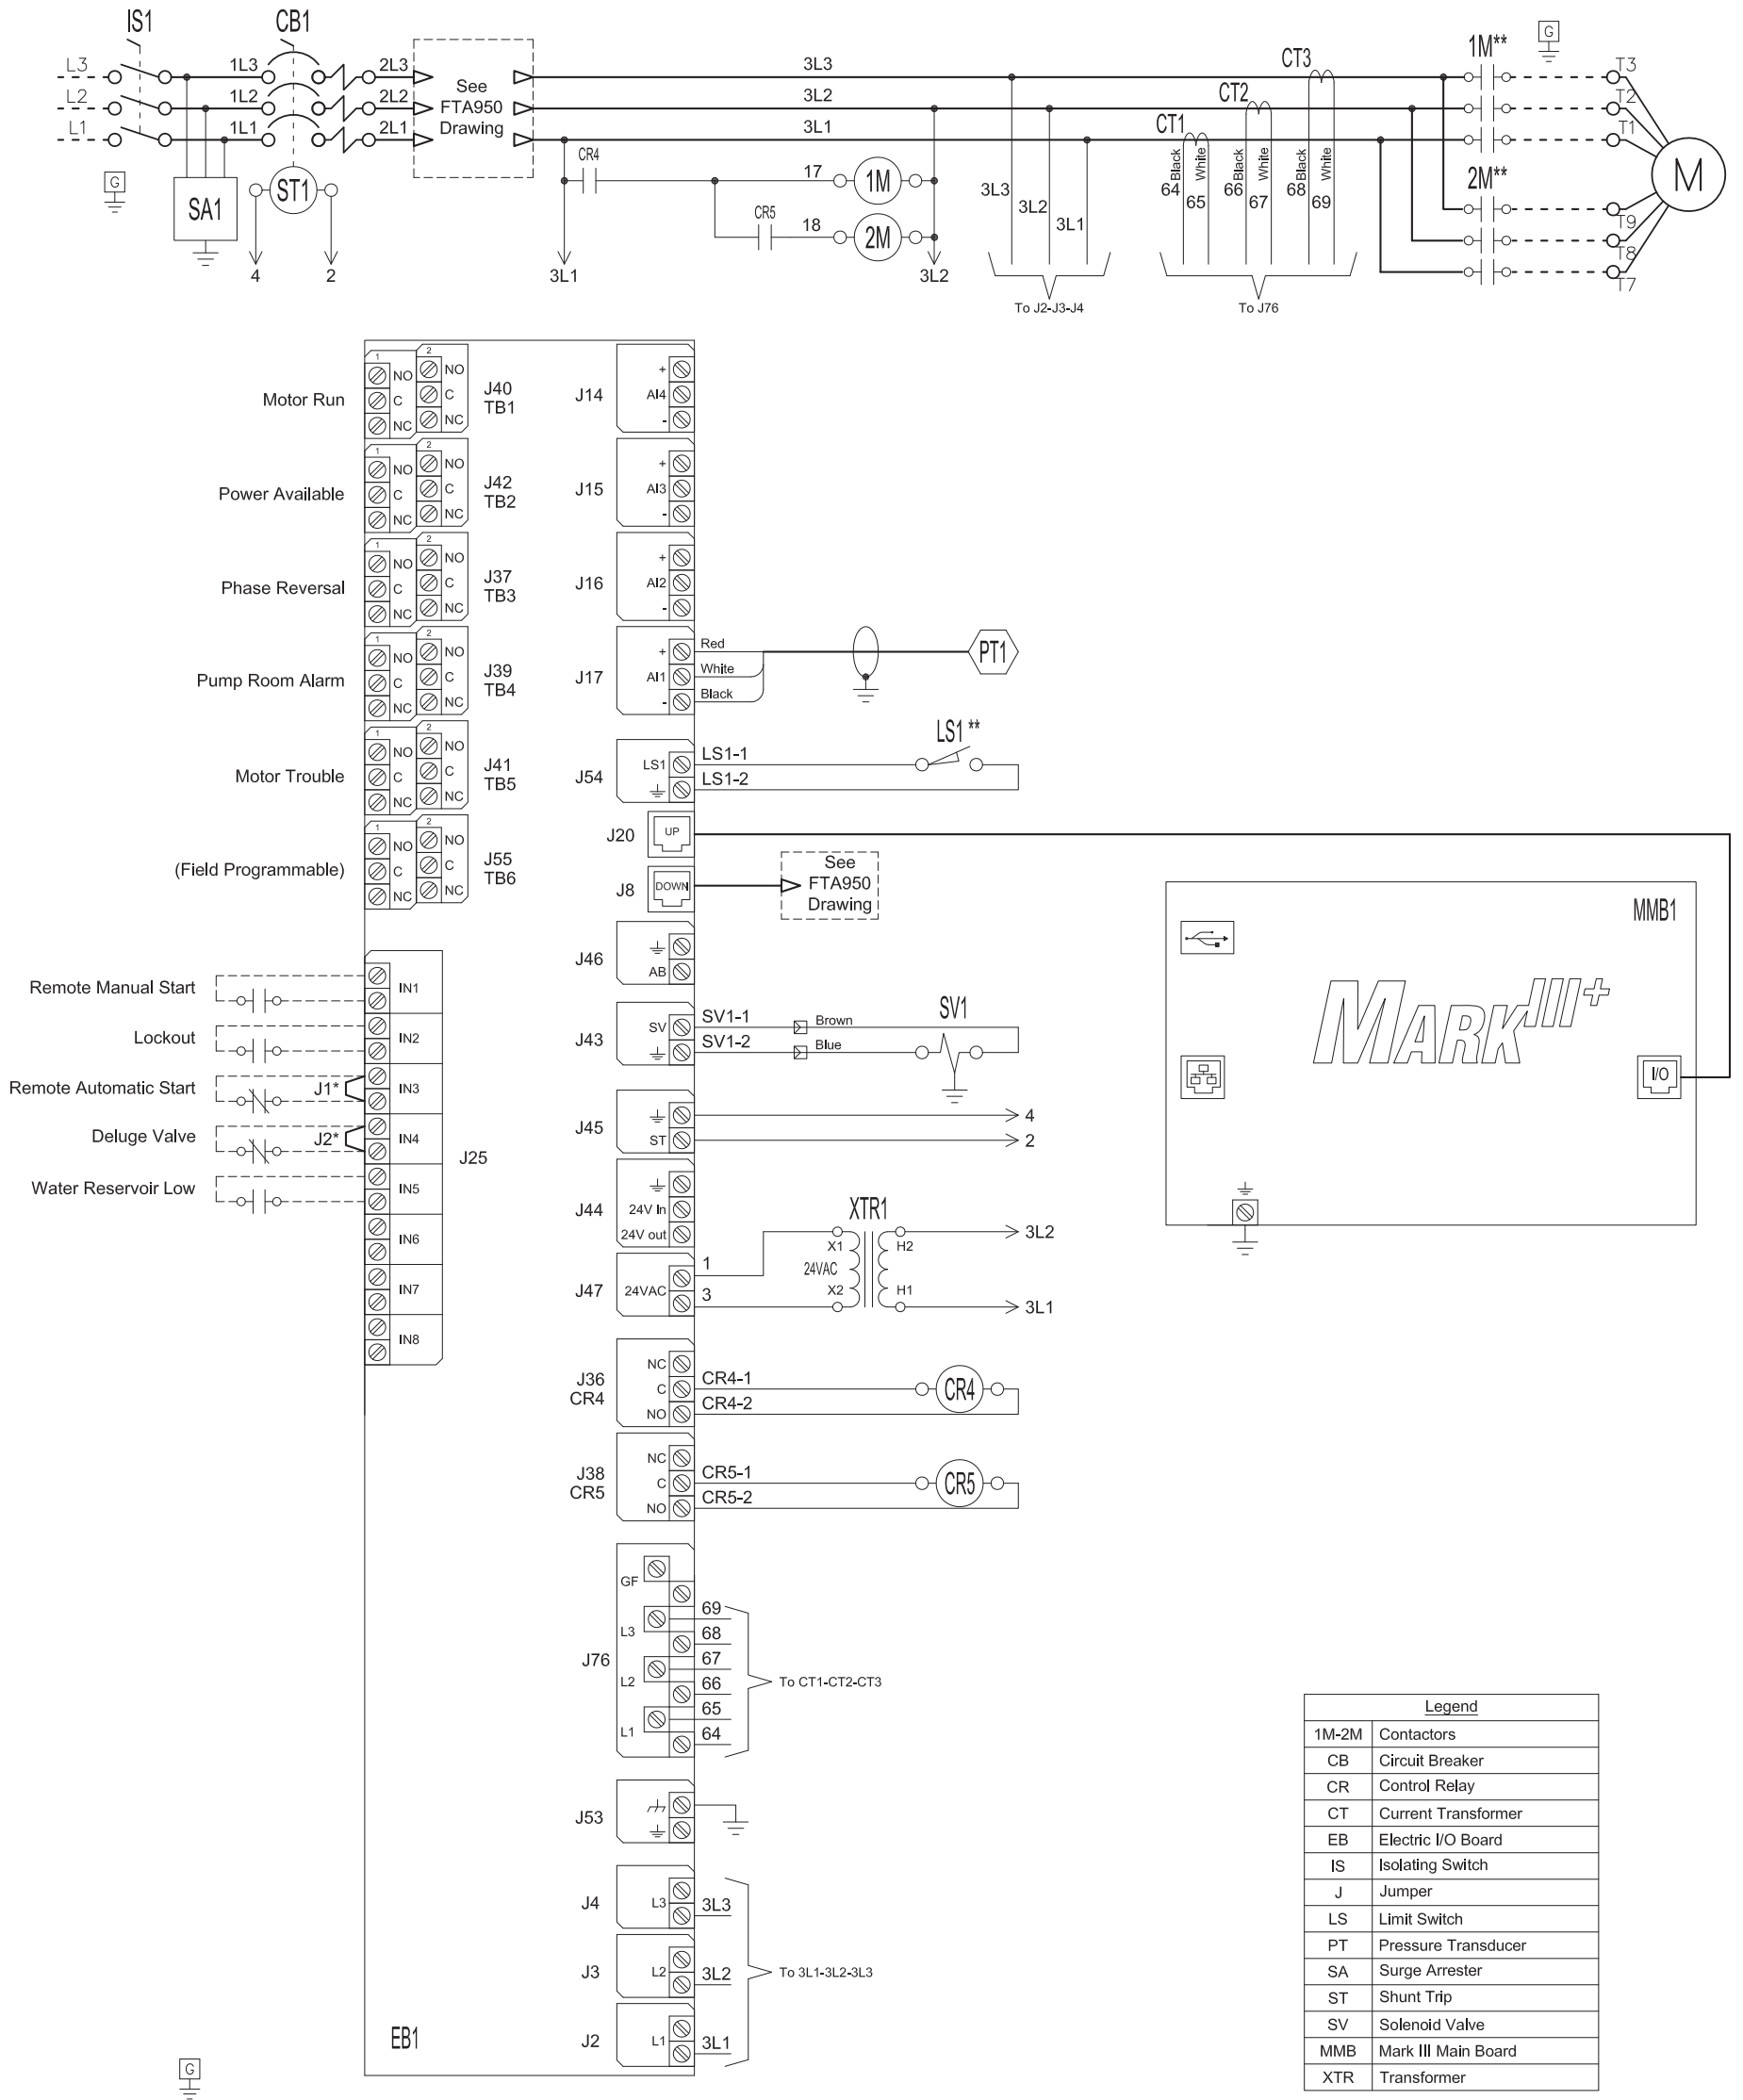 IS1
CB1
L3
1L3
2L3
L2
1L2
2L2
L1
1L1
2L1
See
FTA950
Drawing
3L3
3L2
3L1
CT3
CT2
CT1
1M**
G
T3
T2
T1
M
2M**
T9
T8
T7
G
SA1
ST1
4
2
CR4
17
1M
CR5
18
2M
3L1
3L2
3L3
3L2
3L1
To J2-J3-J4
64
Black
White
65
66
Black
White
67
68
Black
White
69
To J76
Motor Run
1
NO
C
NC
2
NO
C
NC
J40
TB1
Power Available
1
NO
C
NC
2
NO
C
NC
J42
TB2
Phase Reversal
1
NO
C
NC
2
NO
C
NC
J37
TB3
Pump Room Alarm
1
NO
C
NC
2
NO
C
NC
J39
TB4
Motor Trouble
1
NO
C
NC
2
NO
C
NC
J41
TB5
(Field Programmable)
1
NO
C
NC
2
NO
C
NC
J55
TB6
Remote Manual Start
IN1
Lockout
IN2
Remote Automatic Start
J1*
IN3
Deluge Valve
J2*
IN4
Water Reservoir Low
IN5
IN6
IN7
IN8
J25
J14
+
AI4
-
J15
+
AI3
-
J16
+
AI2
-
J17
+
AI1
-
Red
White
Black
PT1
J54
LS1
LS1-1
LS1-2
LS1 **
J20
UP
J8
DOWN
See
FTA950
Drawing
J46
AB
J43
SV
SV1-1
SV1-2
Brown
Blue
SV1
J45
ST
4
2
J44
24V In
24V out
J47
24VAC
1
3
XTR1
X1
24VAC
X2
H2
H1
3L2
3L1
J36
CR4
NC
C
NO
CR4-1
CR4-2
CR4
J38
CR5
NC
C
NO
CR5-1
CR5-2
CR5
J76
GF
L3
L2
L1
69
68
67
66
65
64
To CT1-CT2-CT3
J53
J4
L3
3L3
J3
L2
3L2
J2
L1
3L1
To 3L1-3L2-3L3
EB1
G
MMB1
MARK III+
I/O
Legend
1M-2M Contactors
CB Circuit Breaker
CR Control Relay
CT Current Transformer
EB Electric I/O Board
IS Isolating Switch
J Jumper
LS Limit Switch
PT Pressure Transducer
SA Surge Arrester
ST Shunt Trip
SV Solenoid Valve
MMB Mark III Main Board
XTR Transformer